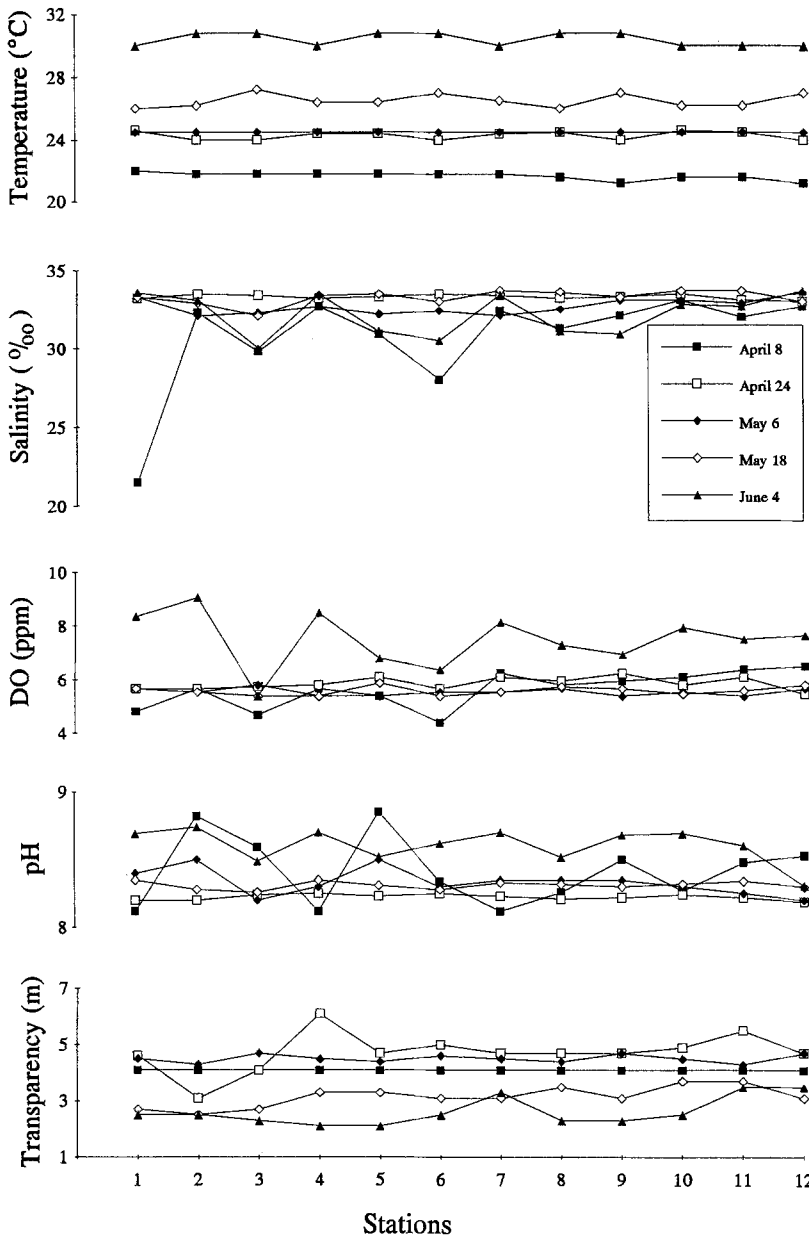 Temperature (°C)
32
28
24
20
Salinity (‰)
35
30
25
20
April 8
April 24
May 6
May 18
June 4
DO (ppm)
10
8
6
4
pH
9
8
Transparency (m)
7
5
3
1
1 2 3 4 5 6 7 8 9 10 11 12
Stations